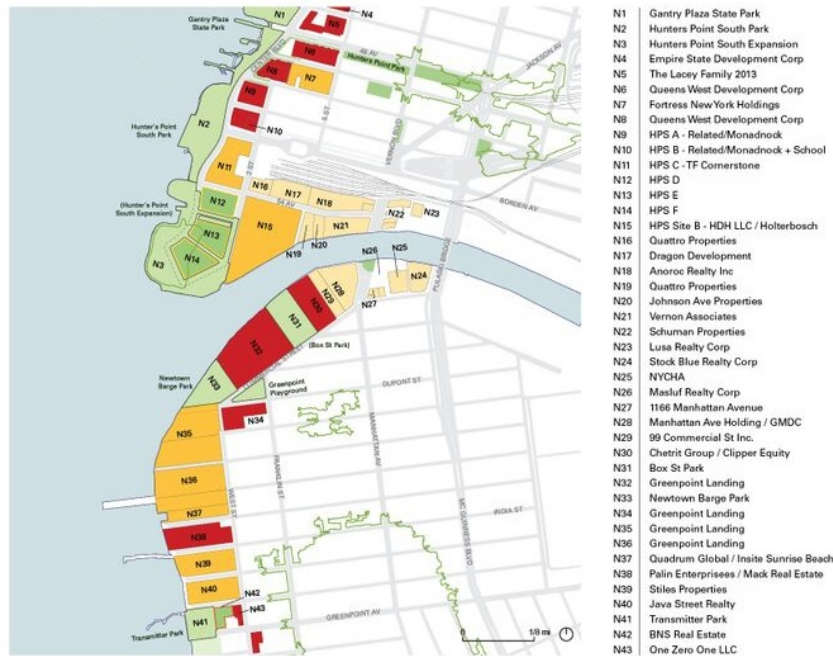 Gantry Plaza
State Park
N1
N4
N5
CENTRE BLVD
46 AV
N6
Hunters Point Park
JACKSON AV
N8
N7
N9
5 ST
N10
VERNON BLVD
N2
Hunter's Point
South Park
2 ST
N11
N16
N17
N18
54 AV
BORDEN AV
(Hunter's Point
South Expansion)
N12
N13
N14
N3
N15
N19
N20
N21
N22
N23
PULASKI BRIDGE
N26
N25
N24
N27
N28
N29
N30
N31
(Box St Park)
N32
COMMERCIAL STREET
Newtown
Barge Park
N33
Greenpoint
Playground
DUPONT ST
N34
N35
MANHATTAN AV
FRANKLIN ST
N36
WEST ST
N37
INDIA ST
MC GUINNESS BLVD
N38
N39
N40
N42
N43
N41
GREENPOINT AV
Transmitter Park
0 1/8 mi
N1 Gantry Plaza State Park
N2 Hunters Point South Park
N3 Hunters Point South Expansion
N4 Empire State Development Corp
N5 The Lacey Family 2013
N6 Queens West Development Corp
N7 Fortress New York Holdings
N8 Queens West Development Corp
N9 HPS A - Related/Monadnock
N10 HPS B - Related/Monadnock + School
N11 HPS C - TF Cornerstone
N12 HPS D
N13 HPS E
N14 HPS F
N15 HPS Site B - HDH LLC / Holterbosch
N16 Quattro Properties
N17 Dragon Development
N18 Anoroc Realty Inc
N19 Quattro Properties
N20 Johnson Ave Properties
N21 Vernon Associates
N22 Schuman Properties
N23 Lusa Realty Corp
N24 Stock Blue Realty Corp
N25 NYCHA
N26 Masluf Realty Corp
N27 1166 Manhattan Avenue
N28 Manhattan Ave Holding / GMDC
N29 99 Commercial St Inc.
N30 Chetrit Group / Clipper Equity
N31 Box St Park
N32 Greenpoint Landing
N33 Newtown Barge Park
N34 Greenpoint Landing
N35 Greenpoint Landing
N36 Greenpoint Landing
N37 Quadrum Global / Insite Sunrise Beach
N38 Palin Enterprisees / Mack Real Estate
N39 Stiles Properties
N40 Java Street Realty
N41 Transmitter Park
N42 BNS Real Estate
N43 One Zero One LLC